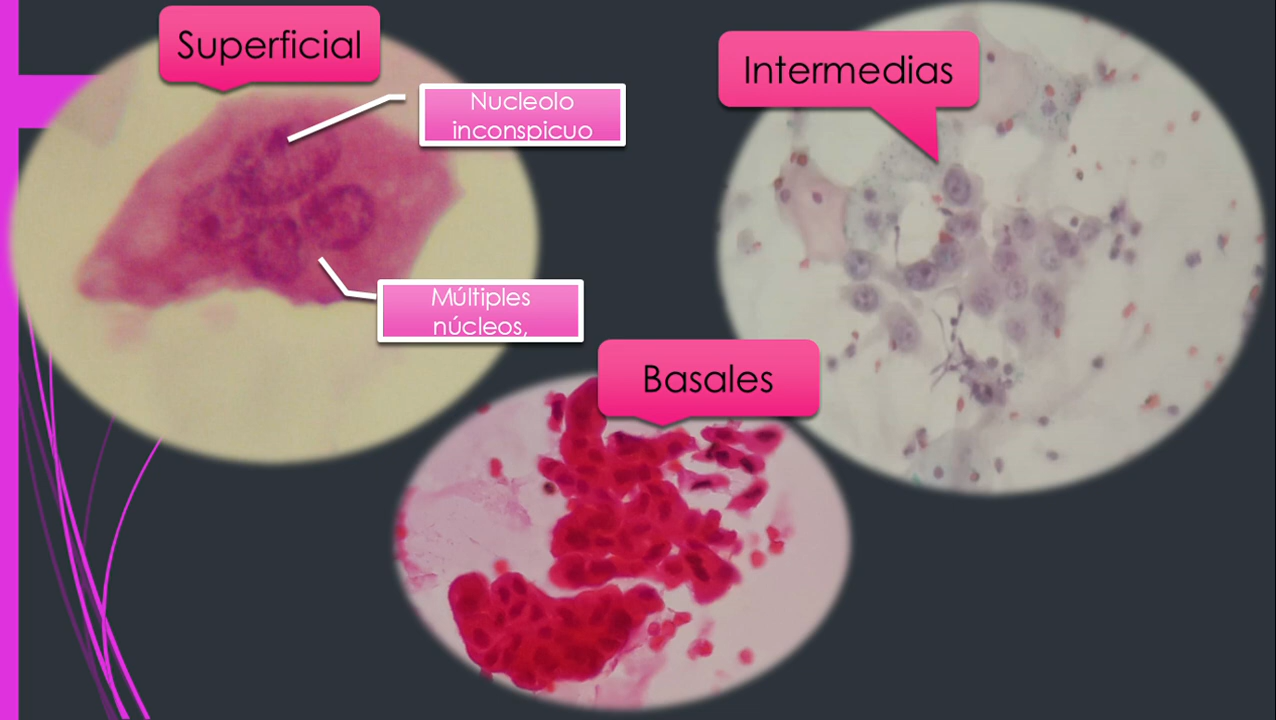 Superficial
Nucleolo
inconspicuo
Múltiples
núcleos,
Intermedias
Basales